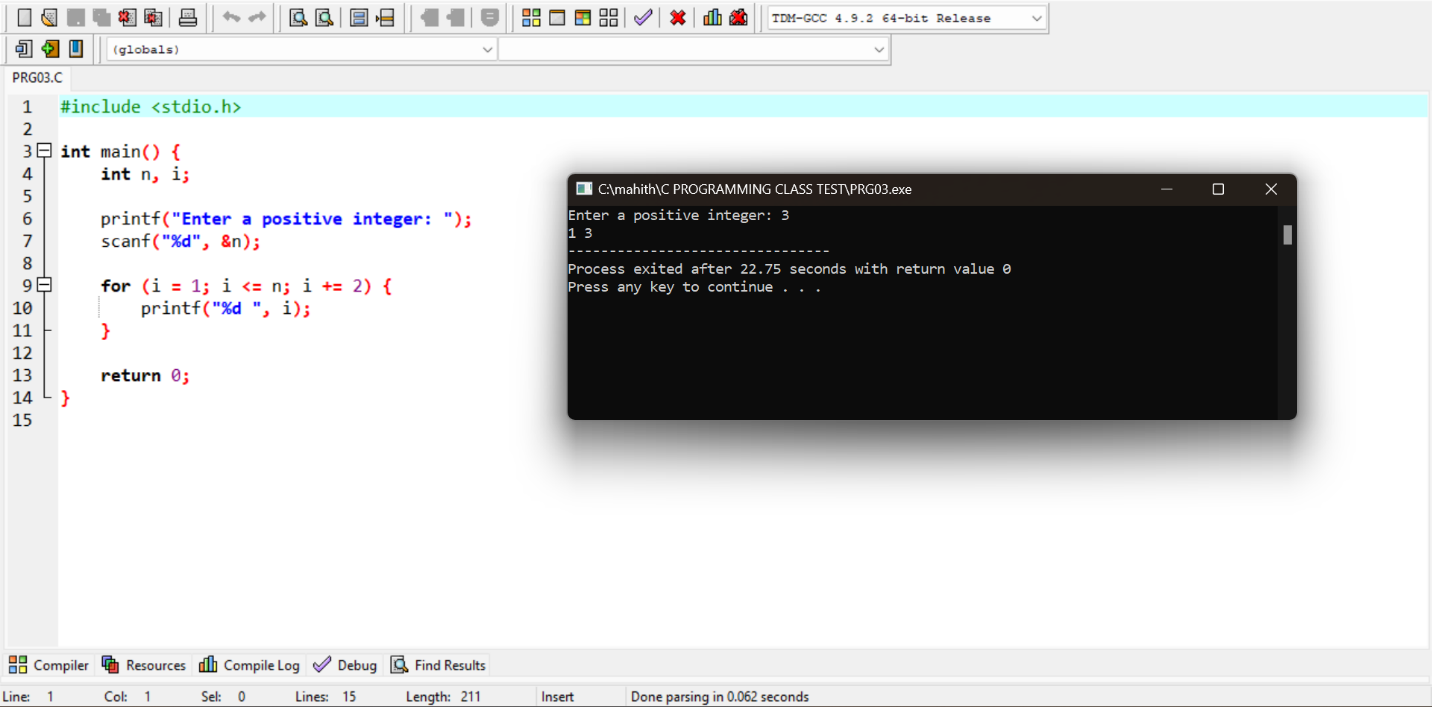 TDM-GCC 4.9.2 64-bit Release
(globals)
PRG03.C
1 #include <stdio.h>
2
3 int main() {
4 int n, i;
5
6 printf("Enter a positive integer: ");
7 scanf("%d", &n);
8
9 for (i = 1; i <= n; i += 2) {
10 printf("%d ", i);
11 }
12
13 return 0;
14 }
15
C:\mahith\C PROGRAMMING CLASS TEST\PRG03.exe
Enter a positive integer: 3
1 3
--------------------------------
Process exited after 22.75 seconds with return value 0
Press any key to continue . . .
Compiler Resources Compile Log Debug Find Results
Line: 1 Col: 1 Sel: 0 Lines: 15 Length: 211 Insert Done parsing in 0.062 seconds